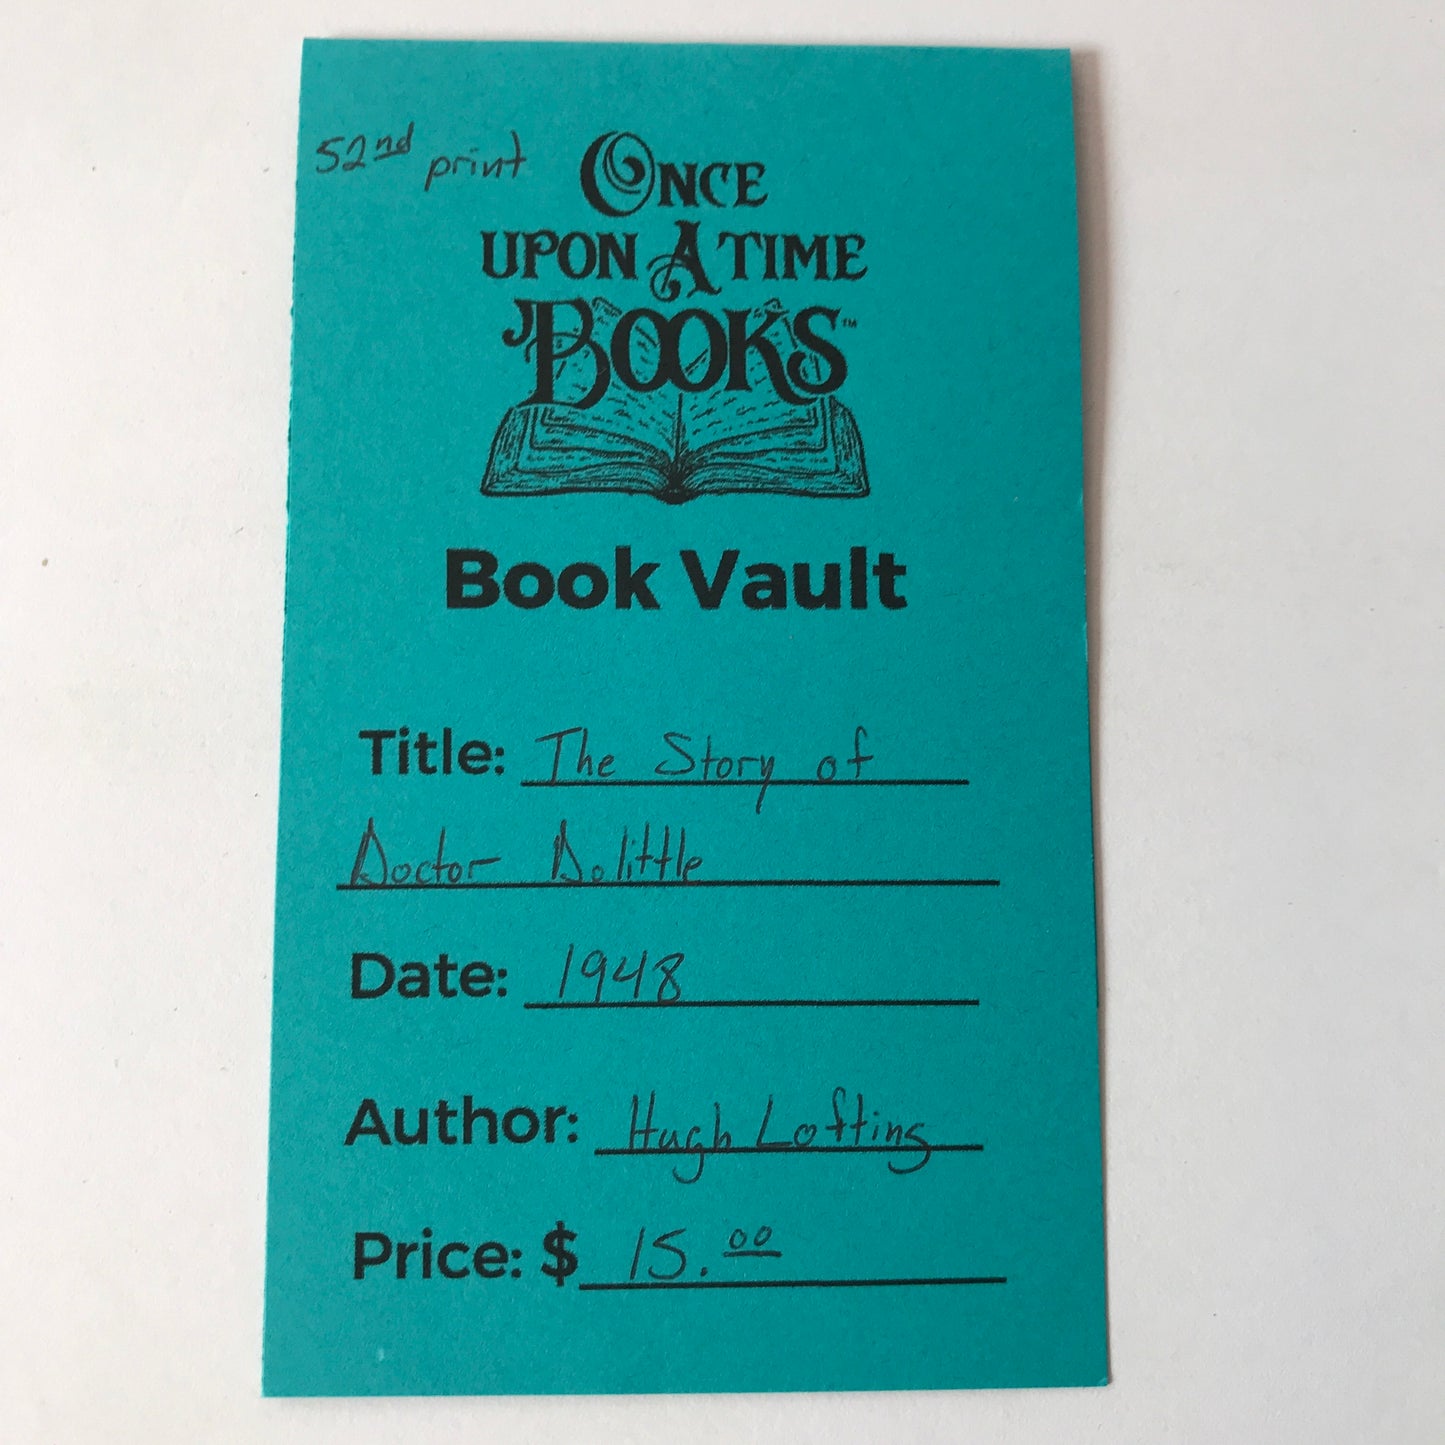 52nd print
ONCE
UPON A TIME
BOOKS™
Book Vault
Title: The Story of
Doctor Dolittle
Date: 1948
Author: Hugh Lofting
Price: $ 15.00